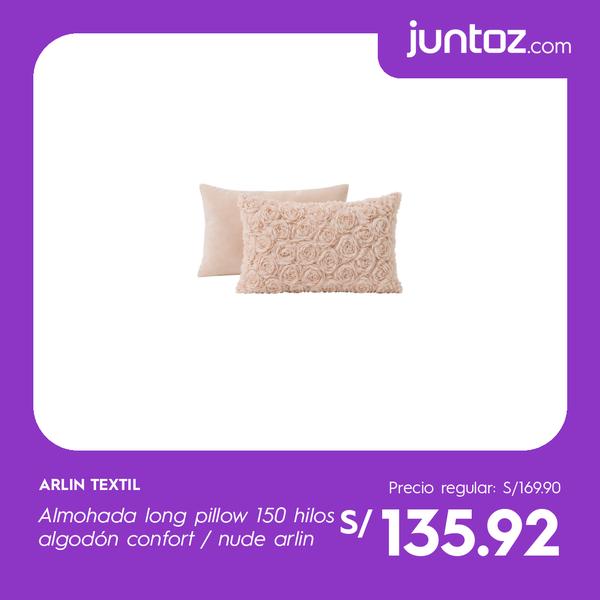 juntoz.com
ARLIN TEXTIL
Almohada long pillow 150 hilos
algodón confort / nude arlin
Precio regular: S/169.90
S/135.92